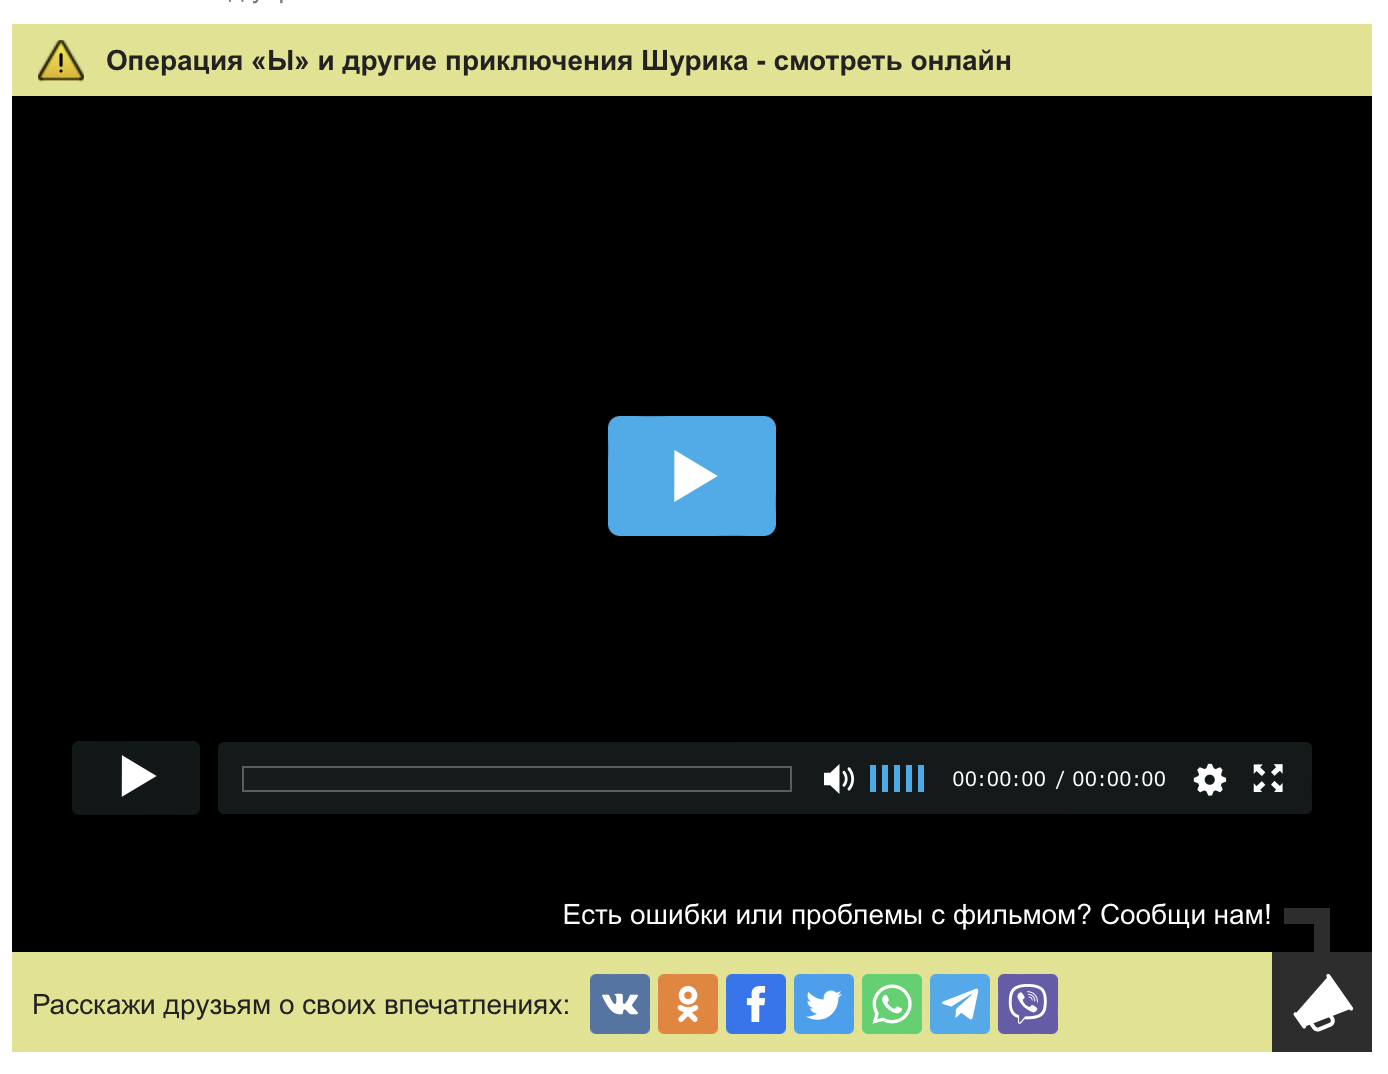 Операция «Ы» и другие приключения Шурика - смотреть онлайн
00:00:00 / 00:00:00
Есть ошибки или проблемы с фильмом? Сообщи нам!
Расскажи друзьям о своих впечатлениях: